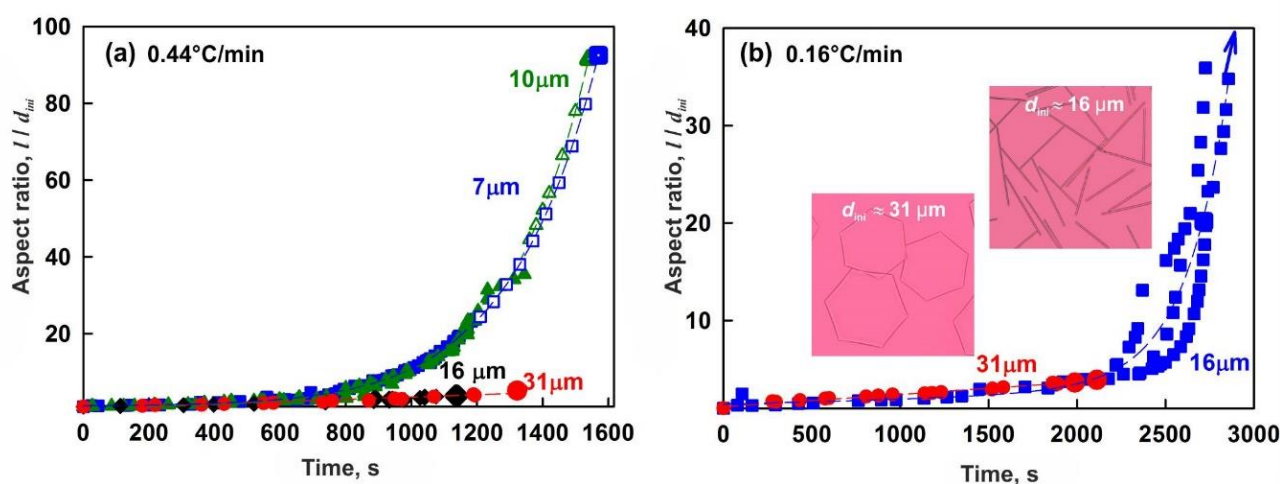 (a) 0.44°C/min
Aspect ratio, l / d_ini
100
80
60
40
20
10μm
7μm
16 μm
31μm
0 200 400 600 800 1000 1200 1400 1600
Time, s
(b) 0.16°C/min
Aspect ratio, l / d_ini
40
30
20
10
d_ini ≈ 16 μm
d_ini ≈ 31 μm
31μm
16μm
0 500 1000 1500 2000 2500 3000
Time, s